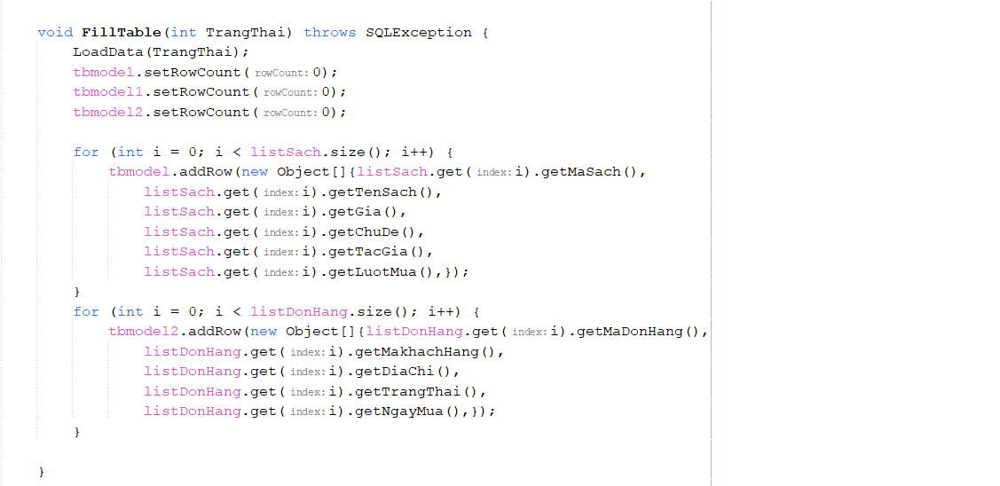 void FillTable(int TrangThai) throws SQLException {
LoadData(TrangThai);
tbmodel.setRowCount( rowCount: 0);
tbmodel1.setRowCount( rowCount: 0);
tbmodel2.setRowCount( rowCount: 0);
for (int i = 0; i < listSach.size(); i++) {
tbmodel.addRow(new Object[]{listSach.get( index: i).getMaSach(),
listSach.get( index: i).getTenSach(),
listSach.get( index: i).getGia(),
listSach.get( index: i).getChuDe(),
listSach.get( index: i).getTacGia(),
listSach.get( index: i).getLuotMua(),});
}
for (int i = 0; i < listDonHang.size(); i++) {
tbmodel2.addRow(new Object[]{listDonHang.get( index: i).getMaDonHang(),
listDonHang.get( index: i).getMakhachHang(),
listDonHang.get( index: i).getDiaChi(),
listDonHang.get( index: i).getTrangThai(),
listDonHang.get( index: i).getNgayMua(),});
}
}